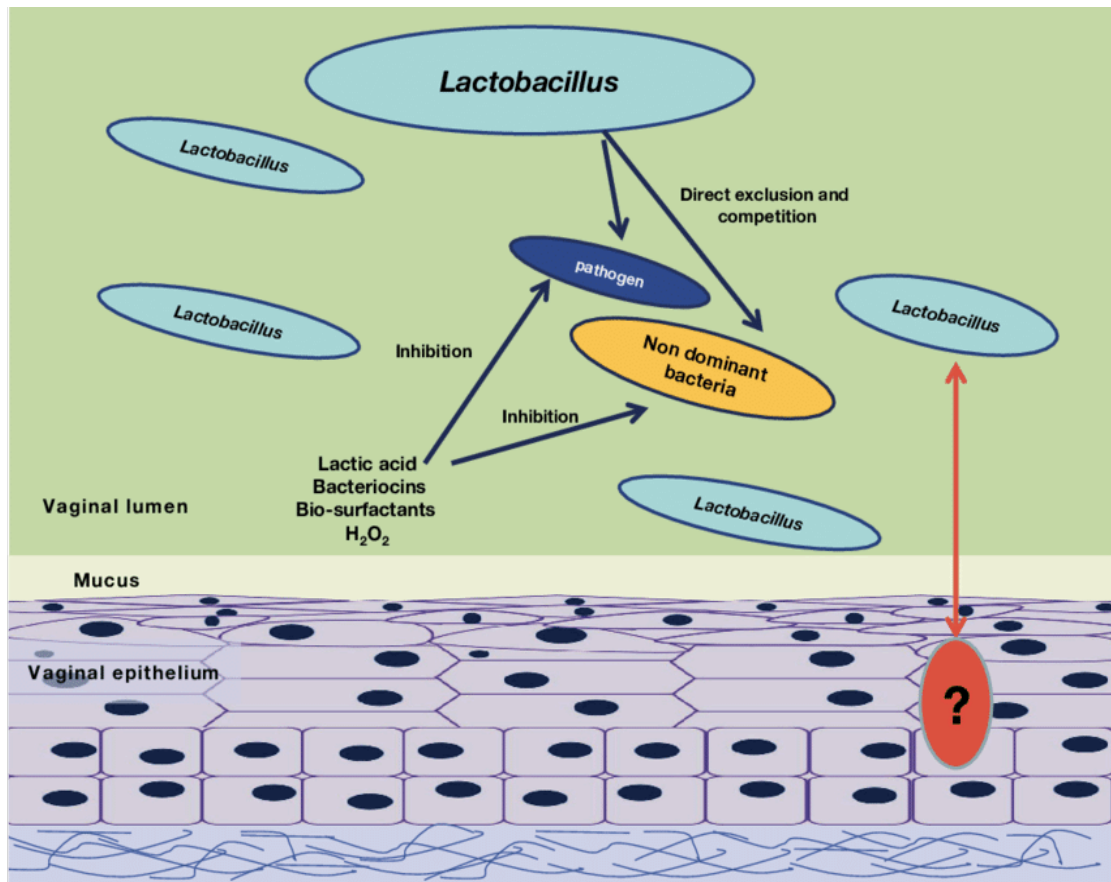 Lactobacillus
Lactobacillus
Direct exclusion and
competition
pathogen
Lactobacillus
Lactobacillus
Inhibition
Non dominant
bacteria
Inhibition
Lactic acid
Bacteriocins
Bio-surfactants
H₂O₂
Vaginal lumen
Lactobacillus
Mucus
Vaginal epithelium
?